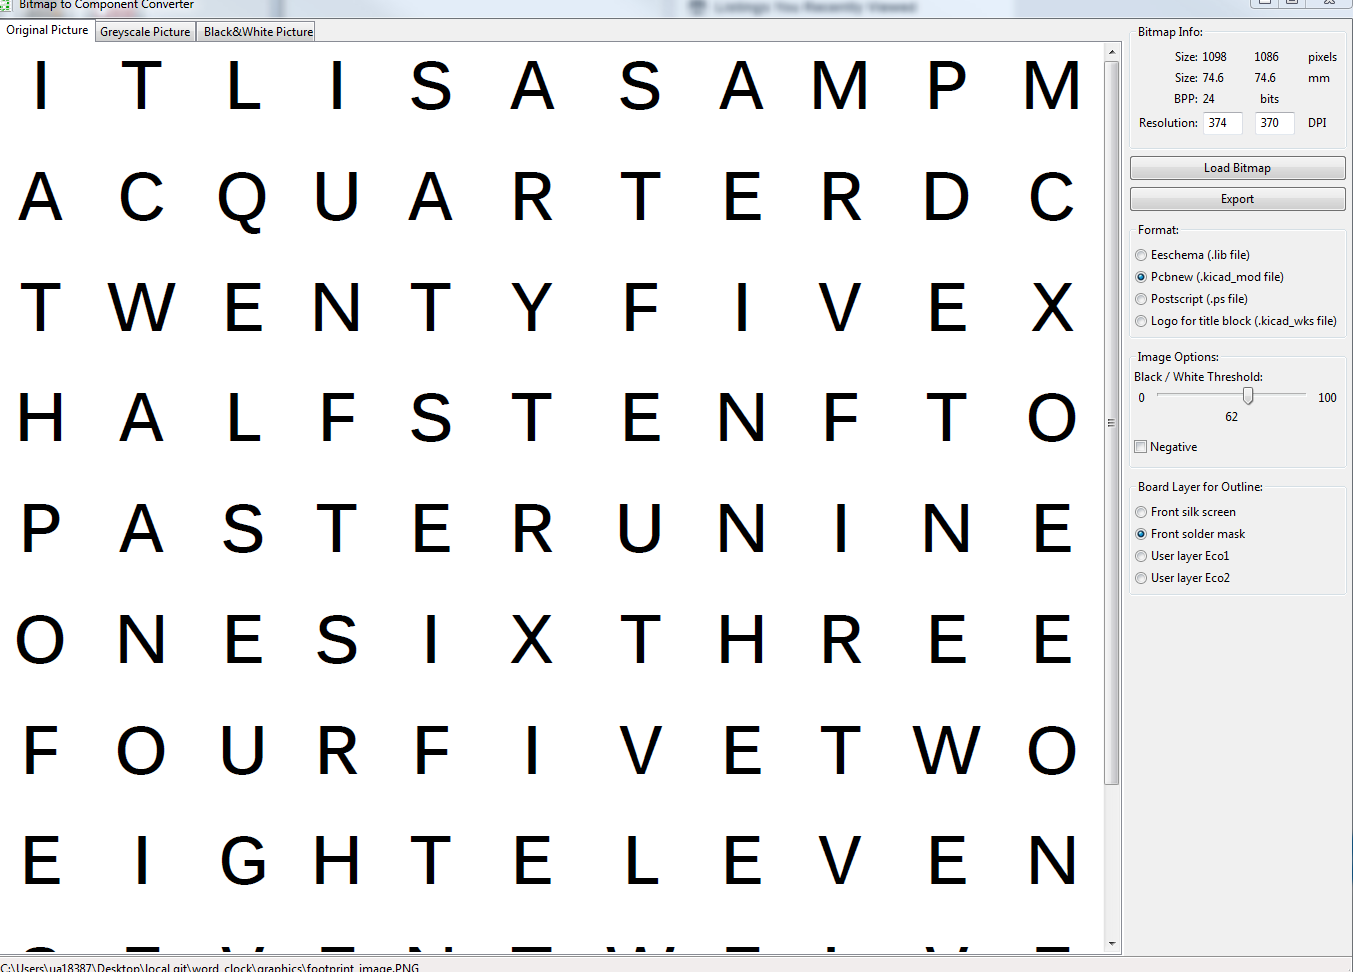 Bitmap to Component Converter
Listings You Recently Viewed
Original Picture Greyscale Picture Black&White Picture
I T L I S A S A M P M
A C Q U A R T E R D C
T W E N T Y F I V E X
H A L F S T E N F T O
P A S T E R U N I N E
O N E S I X T H R E E
F O U R F I V E T W O
E I G H T E L E V E N
S E V E N T W E L V E
Bitmap Info:
Size: 1098 1086 pixels
Size: 74.6 74.6 mm
BPP: 24 bits
Resolution: 374 370 DPI
Load Bitmap
Export
Format:
Eeschema (.lib file)
Pcbnew (.kicad_mod file)
Postscript (.ps file)
Logo for title block (.kicad_wks file)
Image Options:
Black / White Threshold:
0 100
62
Negative
Board Layer for Outline:
Front silk screen
Front solder mask
User layer Eco1
User layer Eco2
C:\Users\ua18387\Desktop\local git\word_clock\graphics\footprint_image.PNG